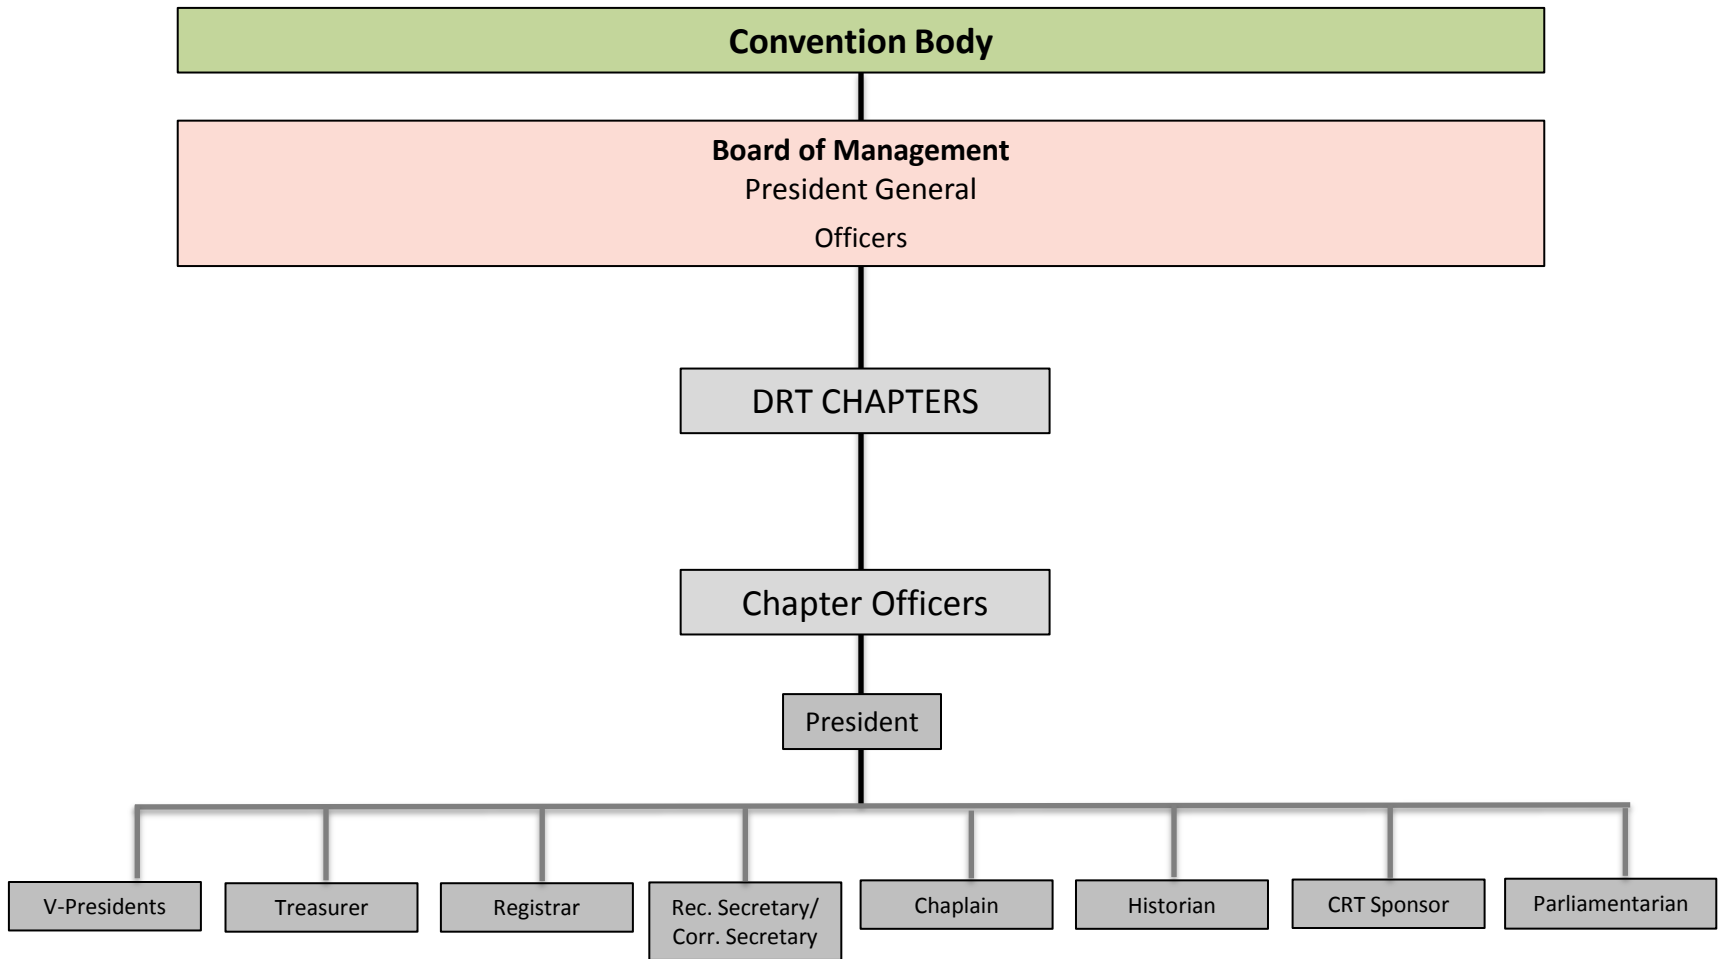 Convention Body
Board of Management
President General
Officers
DRT CHAPTERS
Chapter Officers
President
V-Presidents
Treasurer
Registrar
Rec. Secretary/
Corr. Secretary
Chaplain
Historian
CRT Sponsor
Parliamentarian